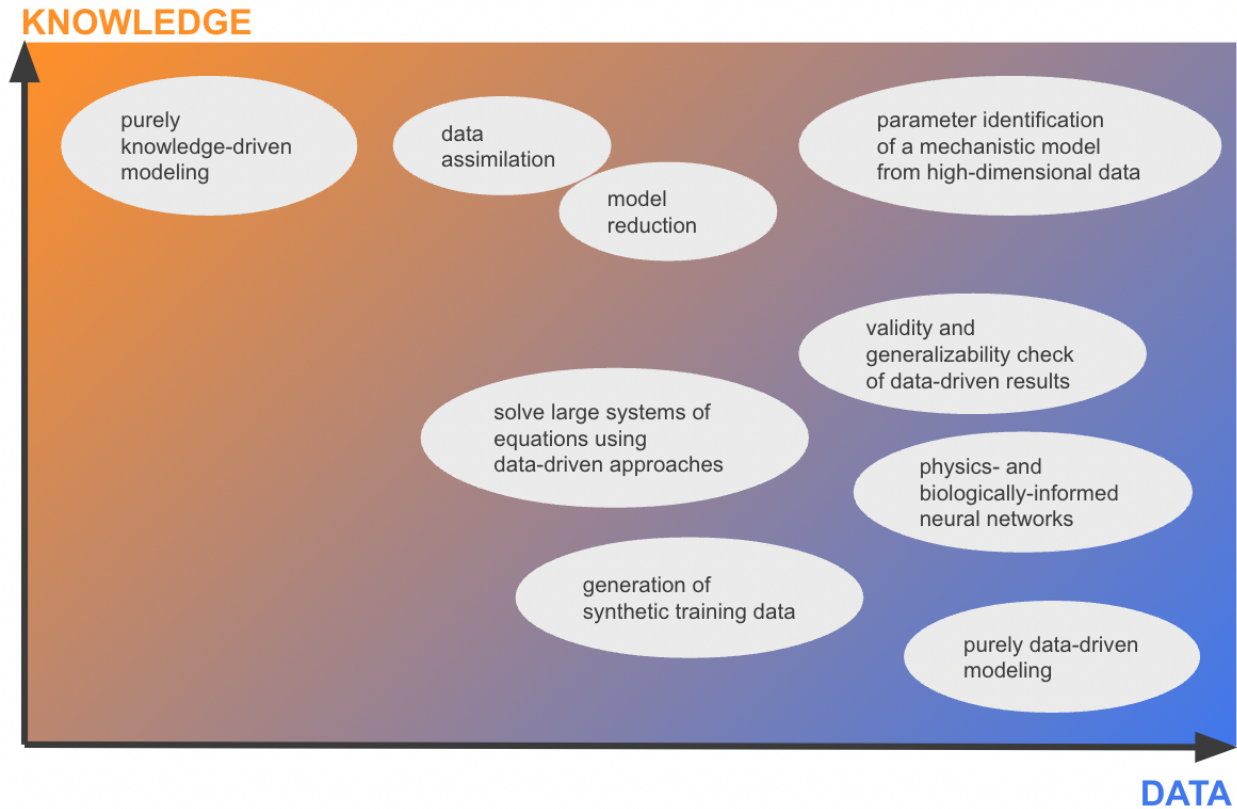 KNOWLEDGE
purely
knowledge-driven
modeling
data
assimilation
model
reduction
parameter identification
of a mechanistic model
from high-dimensional data
validity and
generalizability check
of data-driven results
solve large systems of
equations using
data-driven approaches
physics- and
biologically-informed
neural networks
generation of
synthetic training data
purely data-driven
modeling
DATA